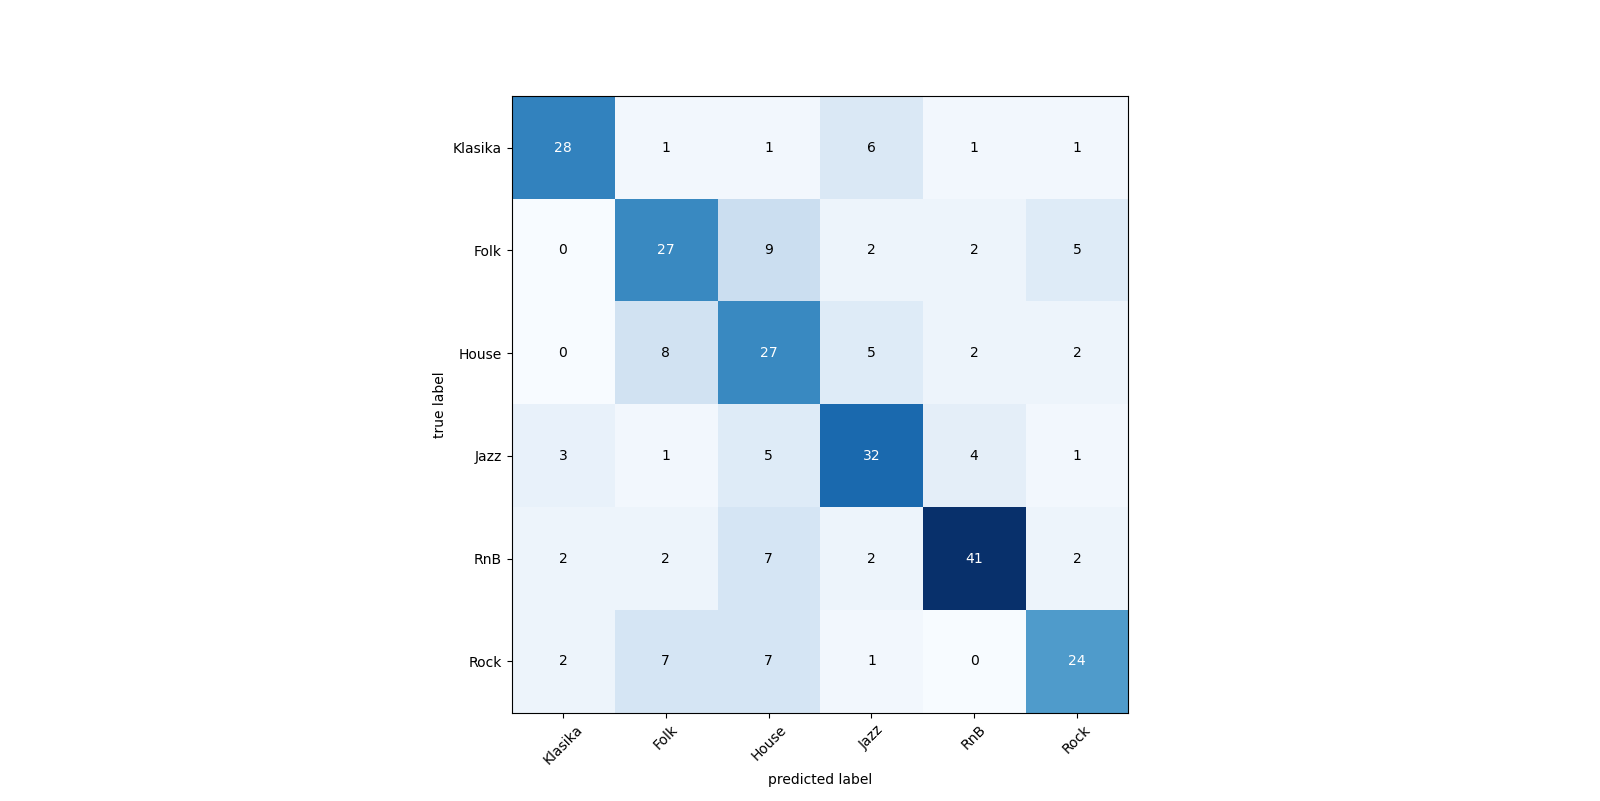 Klasika 28 1 1 6 1 1
Folk 0 27 9 2 2 5
House 0 8 27 5 2 2
Jazz 3 1 5 32 4 1
RnB 2 2 7 2 41 2
Rock 2 7 7 1 0 24
true label
Klasika Folk House Jazz RnB Rock
predicted label